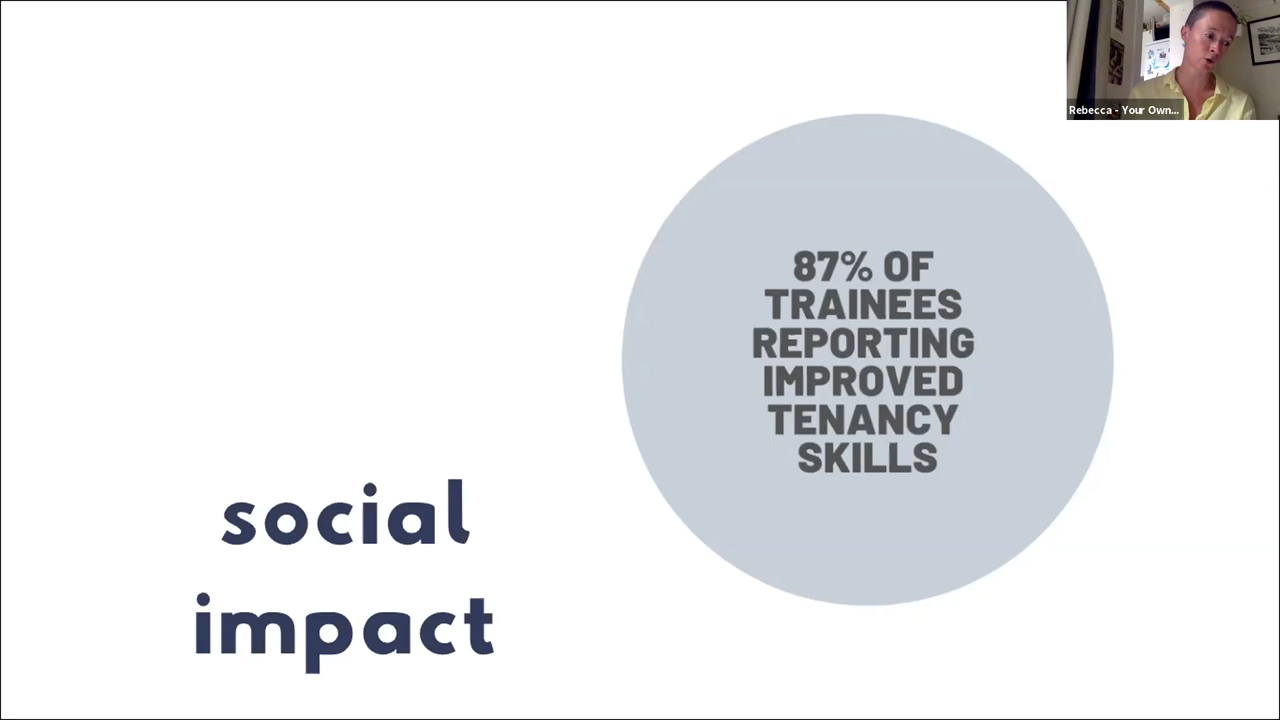 Rebecca - Your Own...
87% OF
TRAINEES
REPORTING
IMPROVED
TENANCY
SKILLS
social
impact